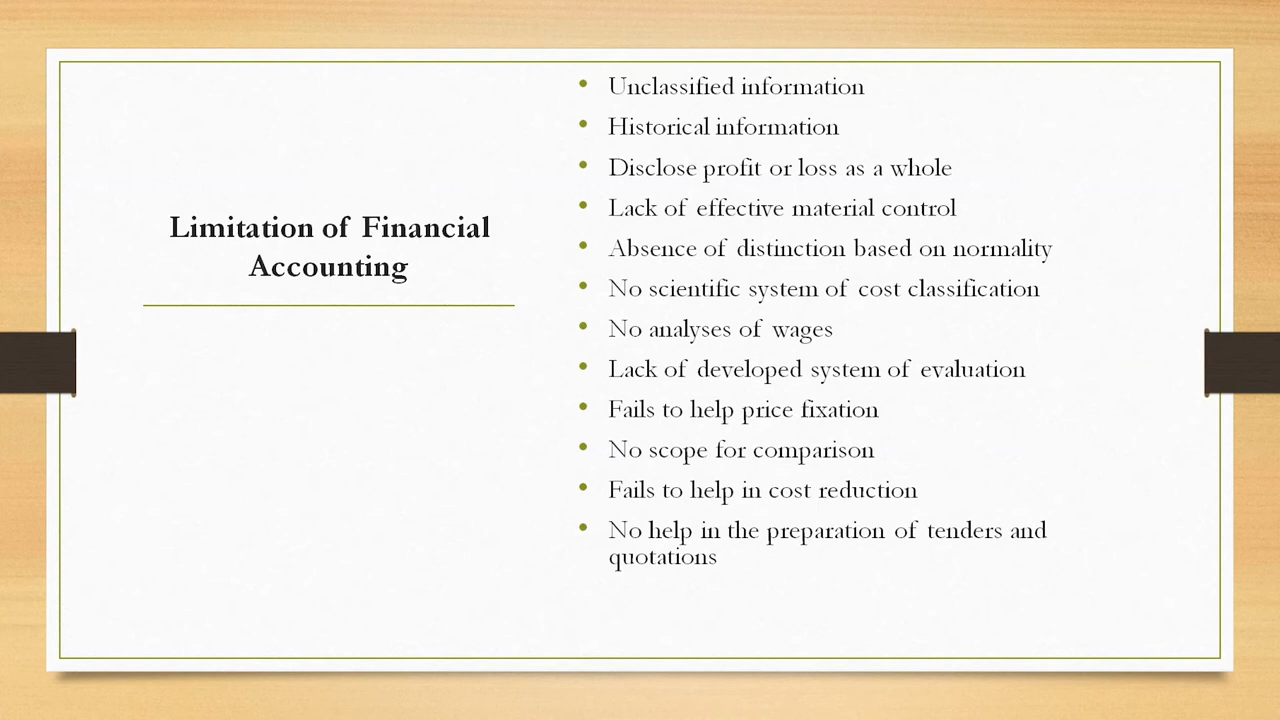 Limitation of Financial
Accounting
• Unclassified information
• Historical information
• Disclose profit or loss as a whole
• Lack of effective material control
• Absence of distinction based on normality
• No scientific system of cost classification
• No analyses of wages
• Lack of developed system of evaluation
• Fails to help price fixation
• No scope for comparison
• Fails to help in cost reduction
• No help in the preparation of tenders and
quotations